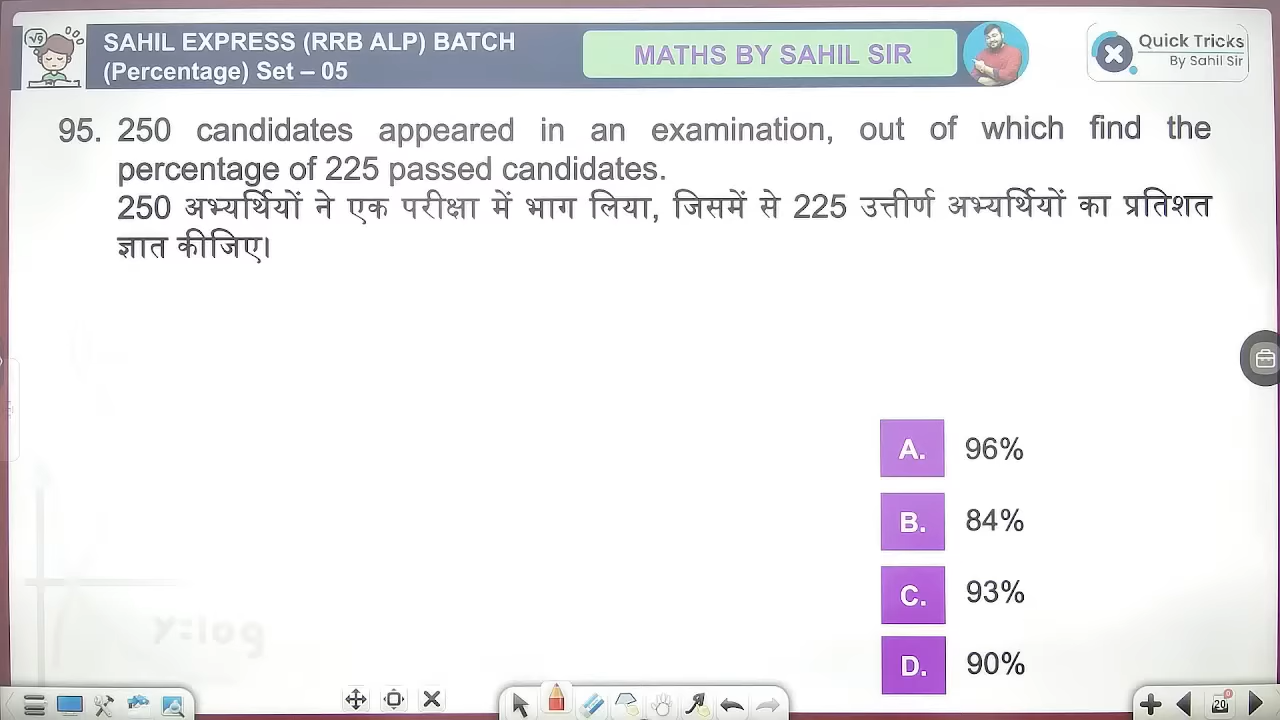 SAHIL EXPRESS (RRB ALP) BATCH
(Percentage) Set – 05
MATHS BY SAHIL SIR
Quick Tricks
By Sahil Sir
95. 250 candidates appeared in an examination, out of which find the
percentage of 225 passed candidates.
250 अभ्यर्थियों ने एक परीक्षा में भाग लिया, जिसमें से 225 उत्तीर्ण अभ्यर्थियों का प्रतिशत
ज्ञात कीजिए।
A. 96%
B. 84%
C. 93%
D. 90%
y=log
20